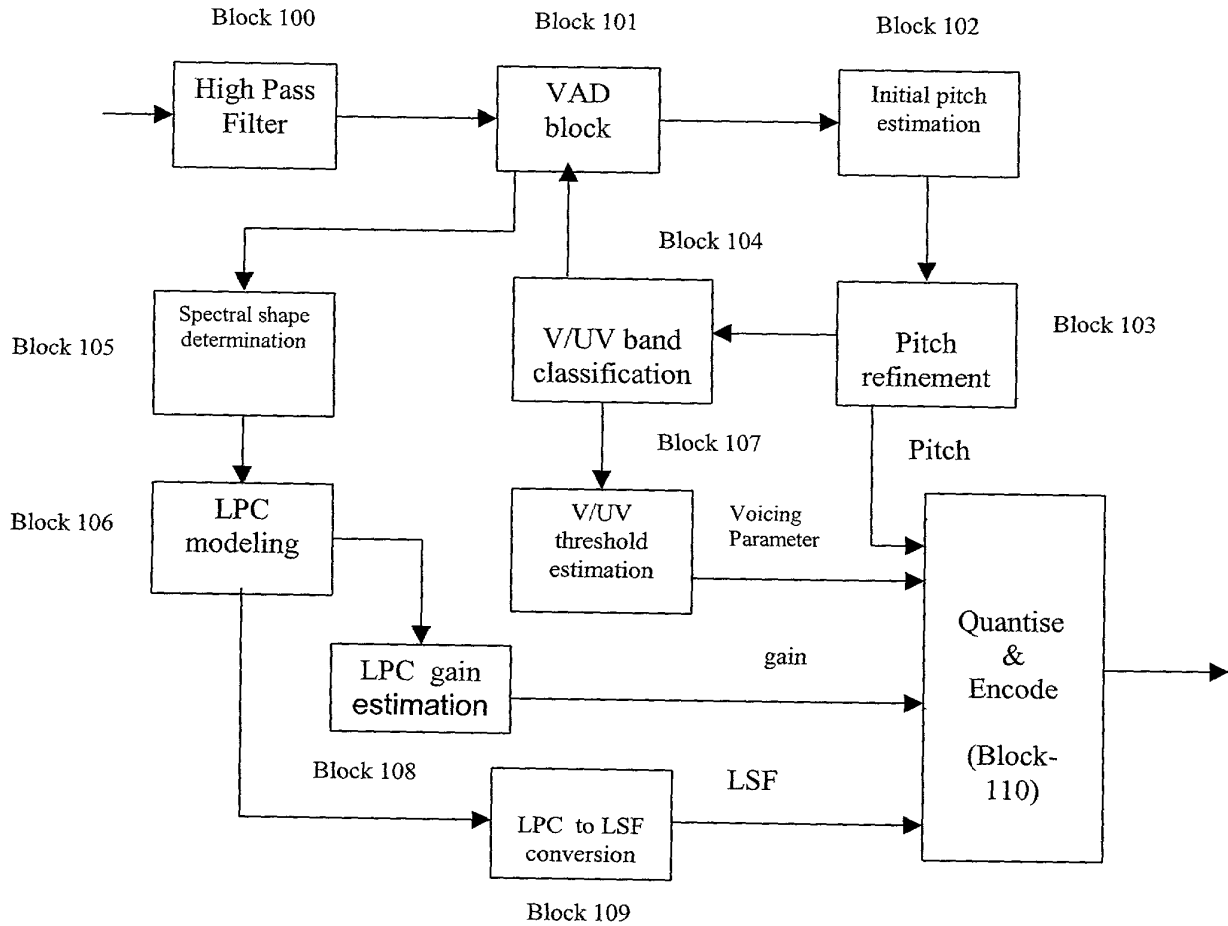 Block 100
Block 101
Block 102
High Pass
Filter
VAD
block
Initial pitch
estimation
Block 104
Spectral shape
determination
Block 105
V/UV band
classification
Pitch
refinement
Block 103
Block 107
Pitch
Block 106
LPC
modeling
V/UV
threshold
estimation
Voicing
Parameter
LPC gain
estimation
gain
Quantise
&
Encode
(Block-
110)
Block 108
LSF
LPC to LSF
conversion
Block 109